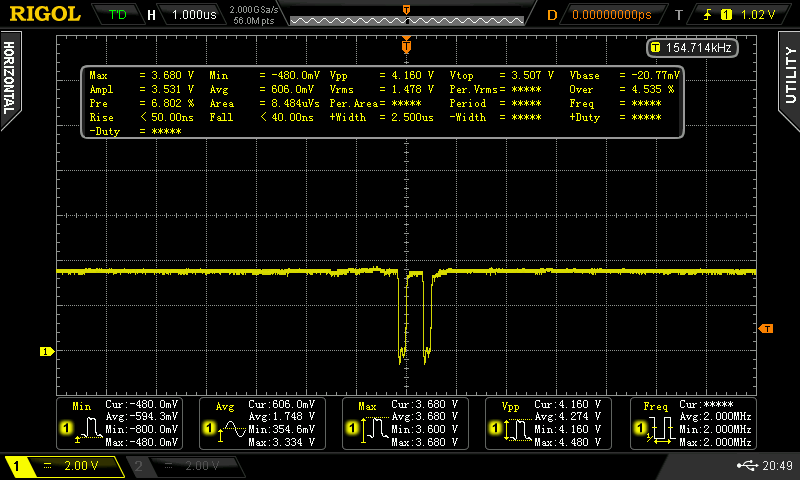 RIGOL T'D H 1.000us 2.000GSa/s 56.0M pts D 0.00000000ps T 1 1.02 V
HORIZONTAL
UTILITY
T
T 154.714kHz
Max = 3.680 V Min = -480.0mV Vpp = 4.160 V Vtop = 3.507 V Vbase = -20.77mV
Ampl = 3.531 V Avg = 606.0mV Vrms = 1.478 V Per.Vrms= ***** Over = 4.535 %
Pre = 6.802 % Area = 8.484uVs Per.Area= ***** Period = ***** Freq = *****
Rise < 50.00ns Fall < 40.00ns +Width = 2.500us -Width = ***** +Duty = *****
-Duty = *****
T
1
Min Cur:-480.0mV
Avg:-594.3mV
1 Min:-800.0mV
Max:-480.0mV
Avg Cur:606.0mV
Avg:1.748 V
1 Min:354.6mV
Max:3.334 V
Max Cur:3.680 V
Avg:3.680 V
1 Min:3.600 V
Max:3.680 V
Vpp Cur:4.160 V
Avg:4.274 V
1 Min:4.160 V
Max:4.480 V
Freq Cur:*****
Avg:2.000MHz
1 Min:2.000MHz
Max:2.000MHz
1 2.00 V 2 2.00 V 20:49